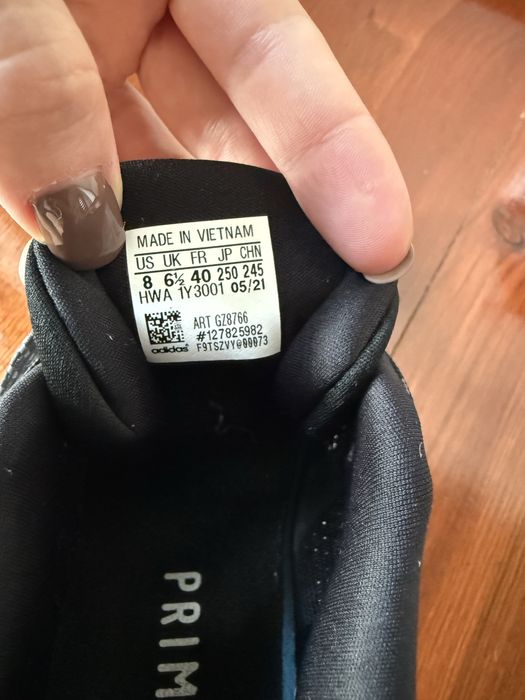 MADE IN VIETNAM
US UK FR JP CHN
8 6½ 40 250 245
HWA 1Y3001 05/21
ART GZ8766
#127825982
adidas F9TSZVY@00073
PRIM